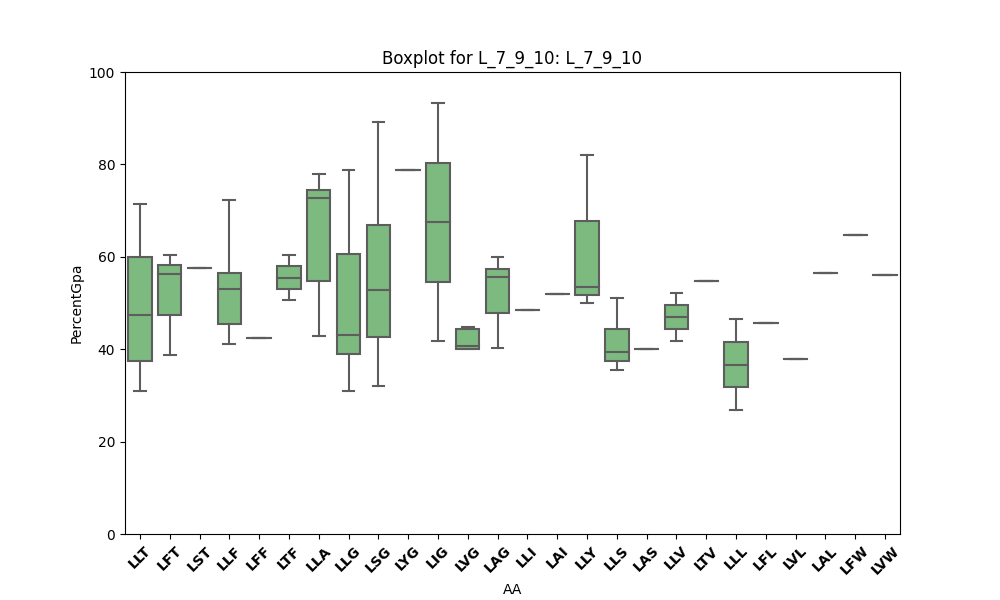 Boxplot for L_7_9_10: L_7_9_10
PercentGpa
100
80
60
40
20
0
LLT LFT LST LLF LFF LTF LLA LLG LSG LYG LIG LVG LAG LLI LAI LLY LLS LAS LLV LTV LLL LFL LVL LAL LFW LVW
AA